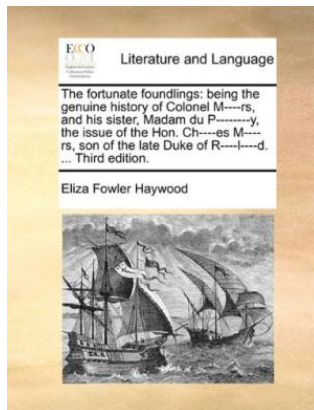 ECCO
Literature and Language
The fortunate foundlings: being the
genuine history of Colonel M----rs,
and his sister, Madam du P--------y,
the issue of the Hon. Ch----es M----
rs, son of the late Duke of R----l----d.
... Third edition.
Eliza Fowler Haywood